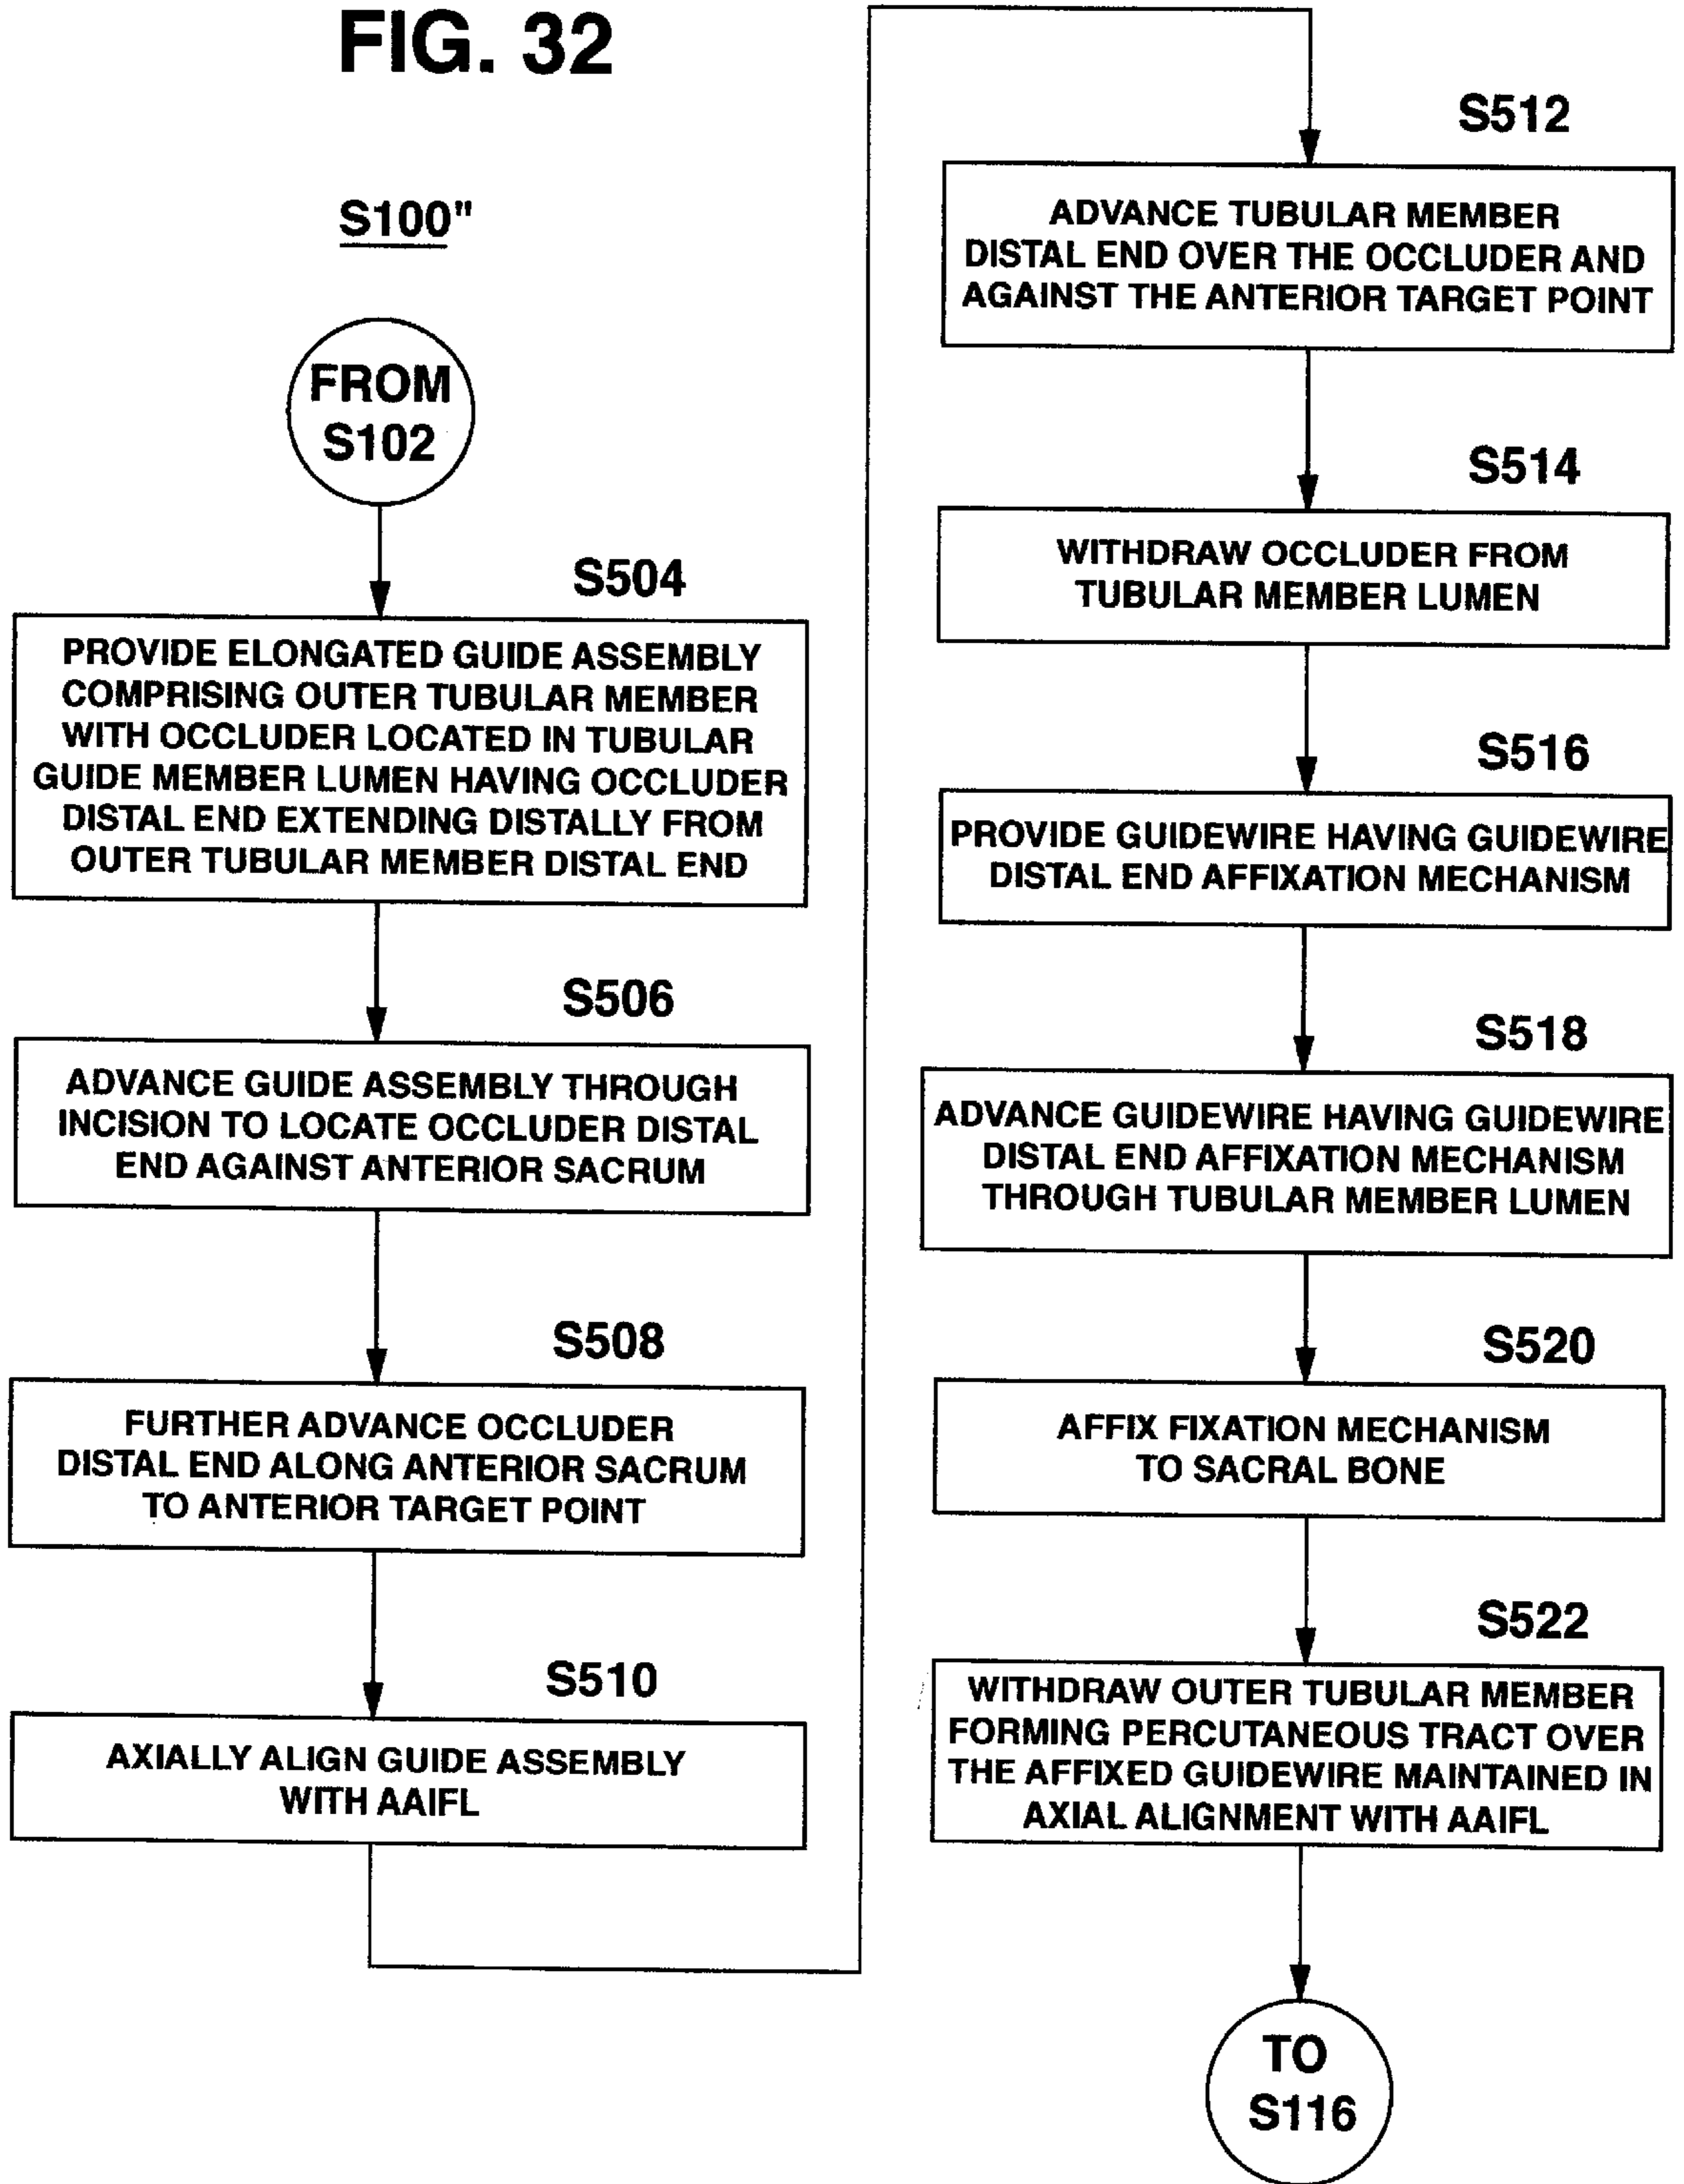 FIG. 32
S100"
FROM
S102
S504
PROVIDE ELONGATED GUIDE ASSEMBLY
COMPRISING OUTER TUBULAR MEMBER
WITH OCCLUDER LOCATED IN TUBULAR
GUIDE MEMBER LUMEN HAVING OCCLUDER
DISTAL END EXTENDING DISTALLY FROM
OUTER TUBULAR MEMBER DISTAL END
S506
ADVANCE GUIDE ASSEMBLY THROUGH
INCISION TO LOCATE OCCLUDER DISTAL
END AGAINST ANTERIOR SACRUM
S508
FURTHER ADVANCE OCCLUDER
DISTAL END ALONG ANTERIOR SACRUM
TO ANTERIOR TARGET POINT
S510
AXIALLY ALIGN GUIDE ASSEMBLY
WITH AAIFL
S512
ADVANCE TUBULAR MEMBER
DISTAL END OVER THE OCCLUDER AND
AGAINST THE ANTERIOR TARGET POINT
S514
WITHDRAW OCCLUDER FROM
TUBULAR MEMBER LUMEN
S516
PROVIDE GUIDEWIRE HAVING GUIDEWIRE
DISTAL END AFFIXATION MECHANISM
S518
ADVANCE GUIDEWIRE HAVING GUIDEWIRE
DISTAL END AFFIXATION MECHANISM
THROUGH TUBULAR MEMBER LUMEN
S520
AFFIX FIXATION MECHANISM
TO SACRAL BONE
S522
WITHDRAW OUTER TUBULAR MEMBER
FORMING PERCUTANEOUS TRACT OVER
THE AFFIXED GUIDEWIRE MAINTAINED IN
AXIAL ALIGNMENT WITH AAIFL
TO
S116